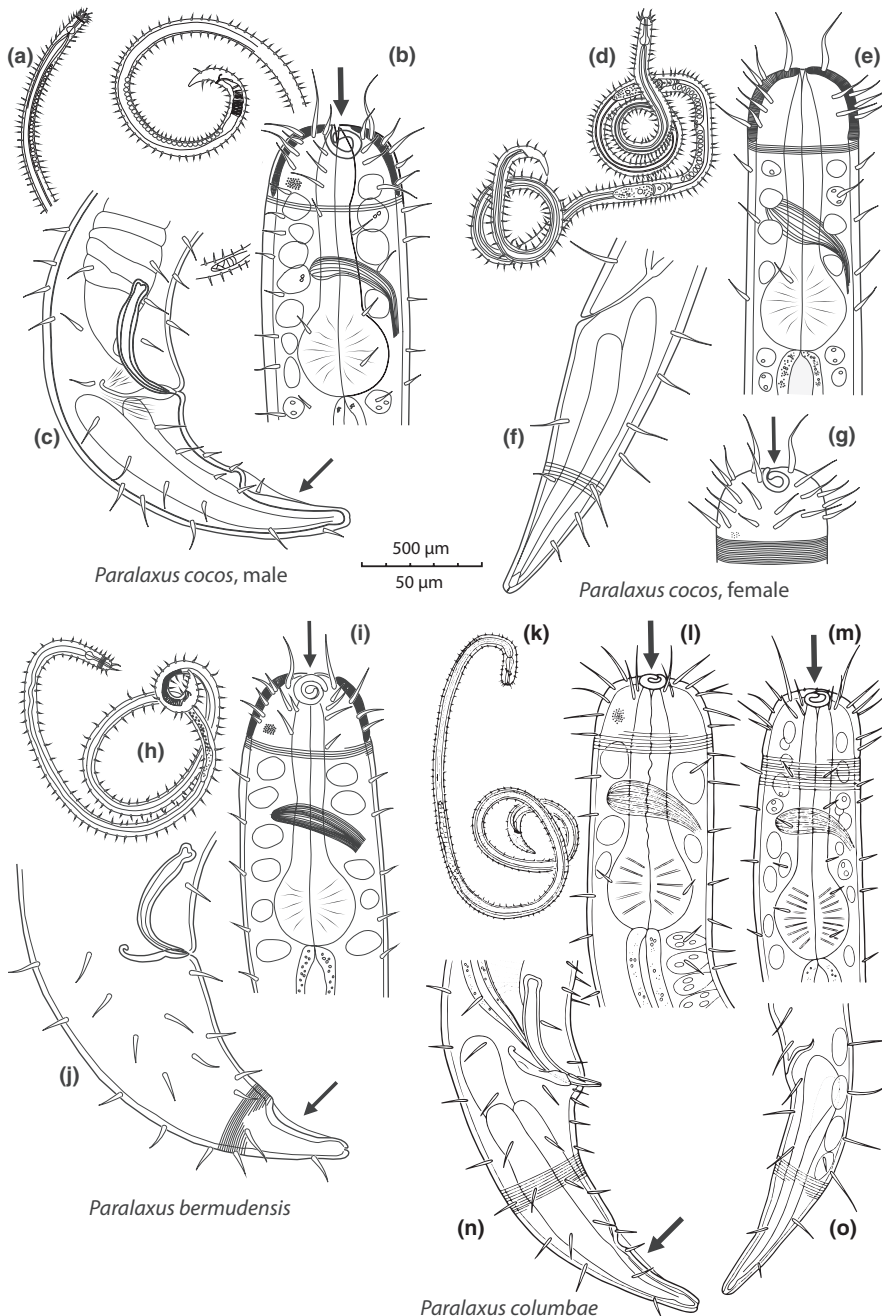 (a)
(b)
(c)
Paralaxus cocos, male
500 µm
50 µm
(d)
(e)
(f)
(g)
Paralaxus cocos, female
(h)
(i)
(j)
Paralaxus bermudensis
(k)
(l)
(m)
(n)
(o)
Paralaxus columbae